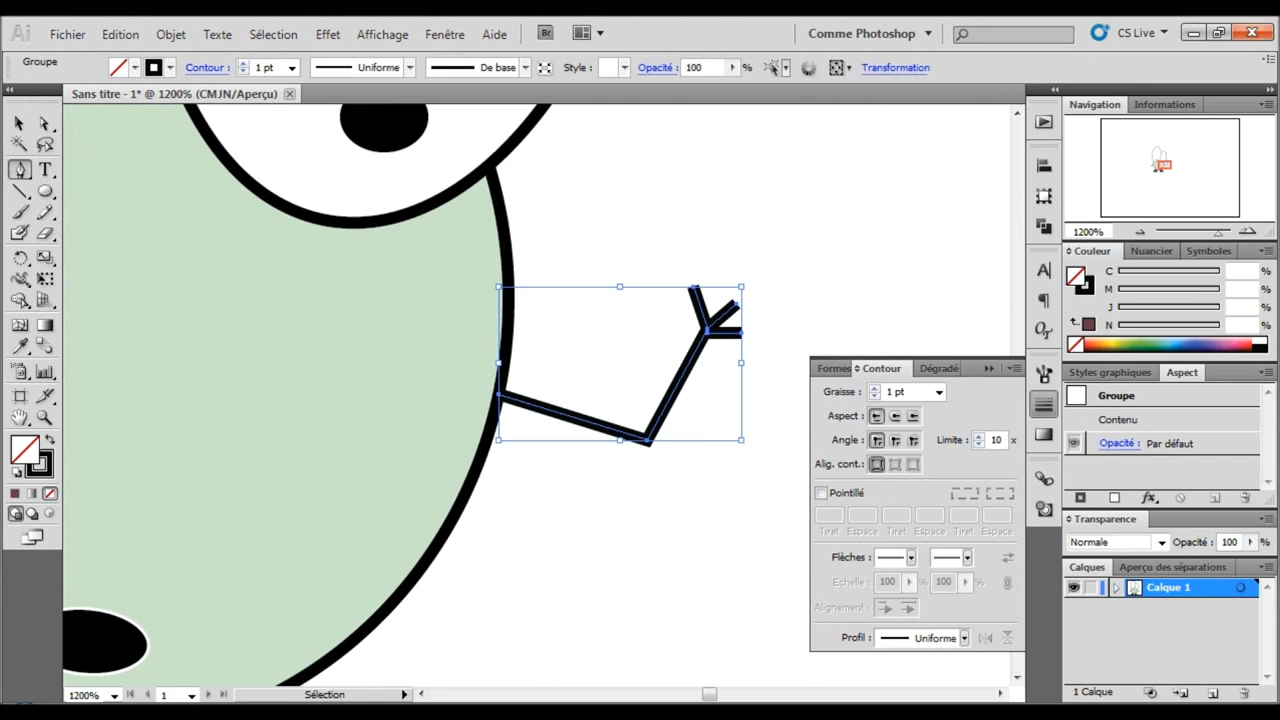 Ai Fichier Edition Objet Texte Sélection Effet Affichage Fenêtre Aide Br Comme Photoshop CS Live
Groupe Contour : 1 pt Uniforme De base Style : Opacité : 100 % Transformation
Sans titre - 1* @ 1200% (CMJN/Aperçu)
Navigation Informations
1200%
Couleur Nuancier Symboles
C %
M %
J %
N %
Styles graphiques Aspect
Groupe
Contenu
Opacité : Par défaut
fx
Transparence
Normale Opacité : 100 %
Calques Aperçu des séparations
Calque 1
1 Calque
Formes Contour Dégradé
Graisse : 1 pt
Aspect :
Angle : Limite : 10 x
Alig. cont.:
Pointillé
Tiret Espace Tiret Espace Tiret Espace
Flèches :
Echelle : 100 % 100 %
Alignement :
Profil : Uniforme
1200% 1 Sélection